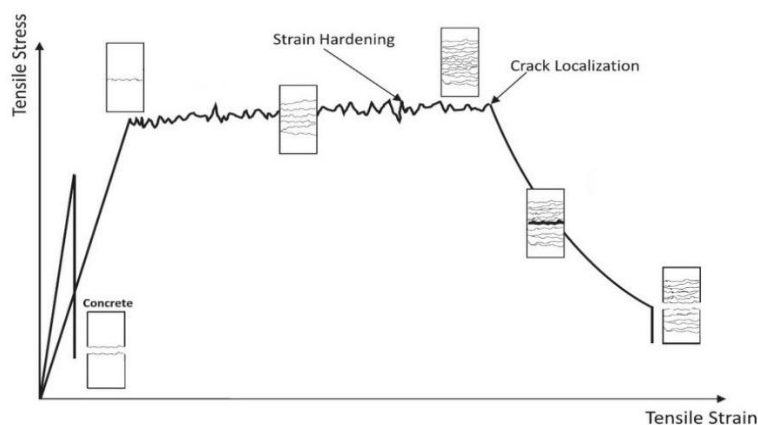 Tensile Stress
Strain Hardening
Crack Localization
Concrete
Tensile Strain